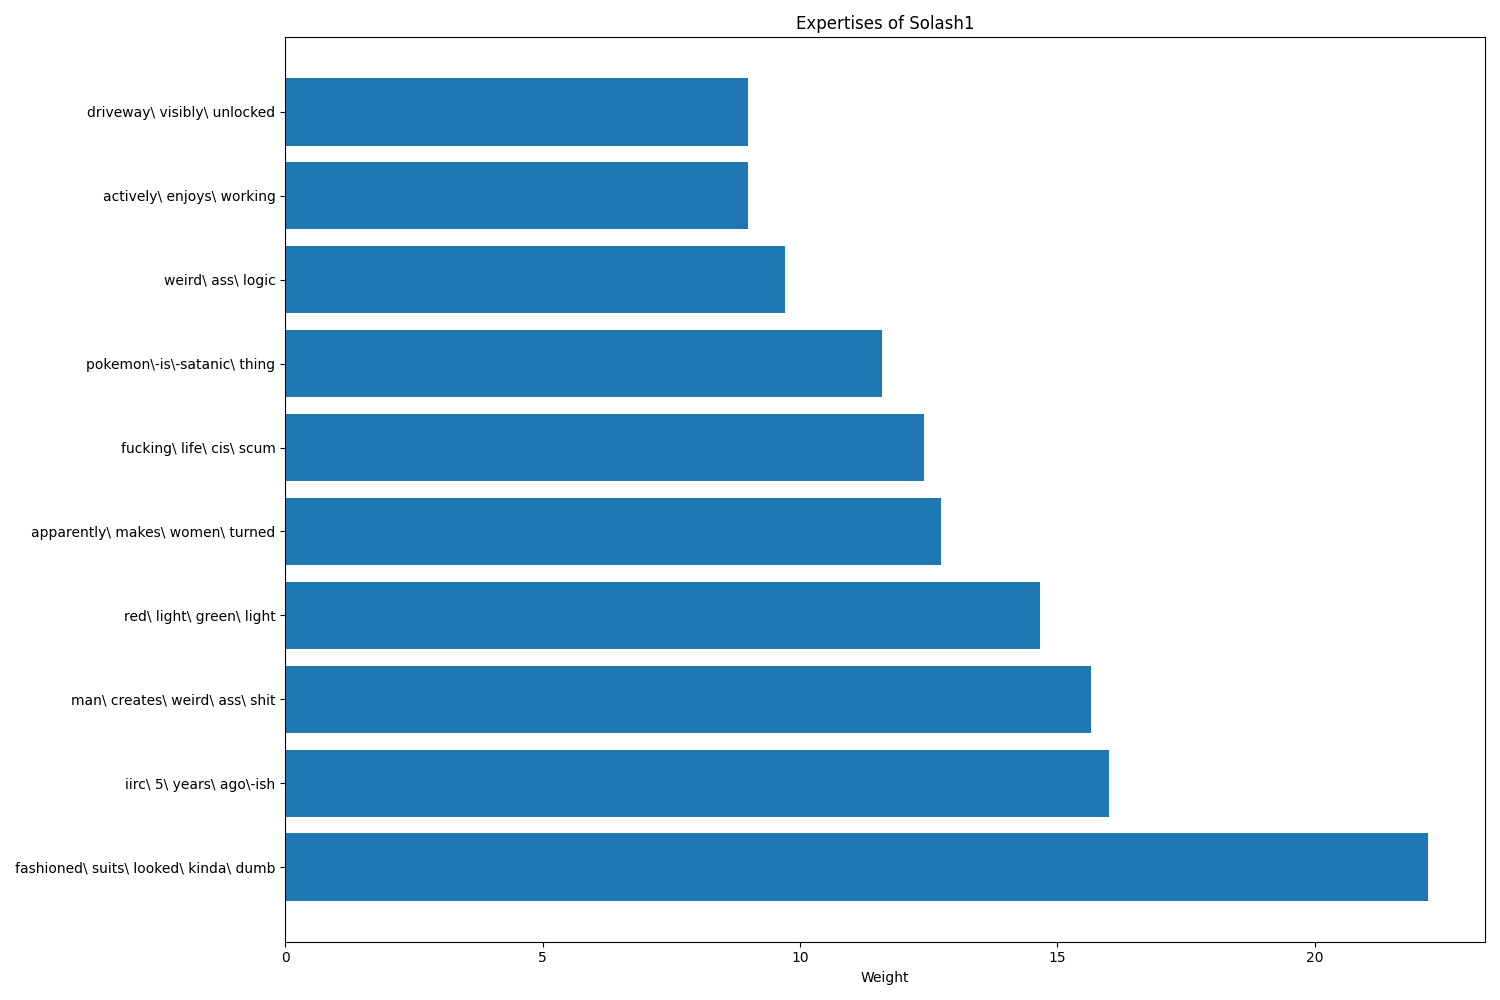 Expertises of Solash1
driveway\ visibly\ unlocked
actively\ enjoys\ working
weird\ ass\ logic
pokemon\-is\-satanic\ thing
fucking\ life\ cis\ scum
apparently\ makes\ women\ turned
red\ light\ green\ light
man\ creates\ weird\ ass\ shit
iirc\ 5\ years\ ago\-ish
fashioned\ suits\ looked\ kinda\ dumb
0 5 10 15 20
Weight